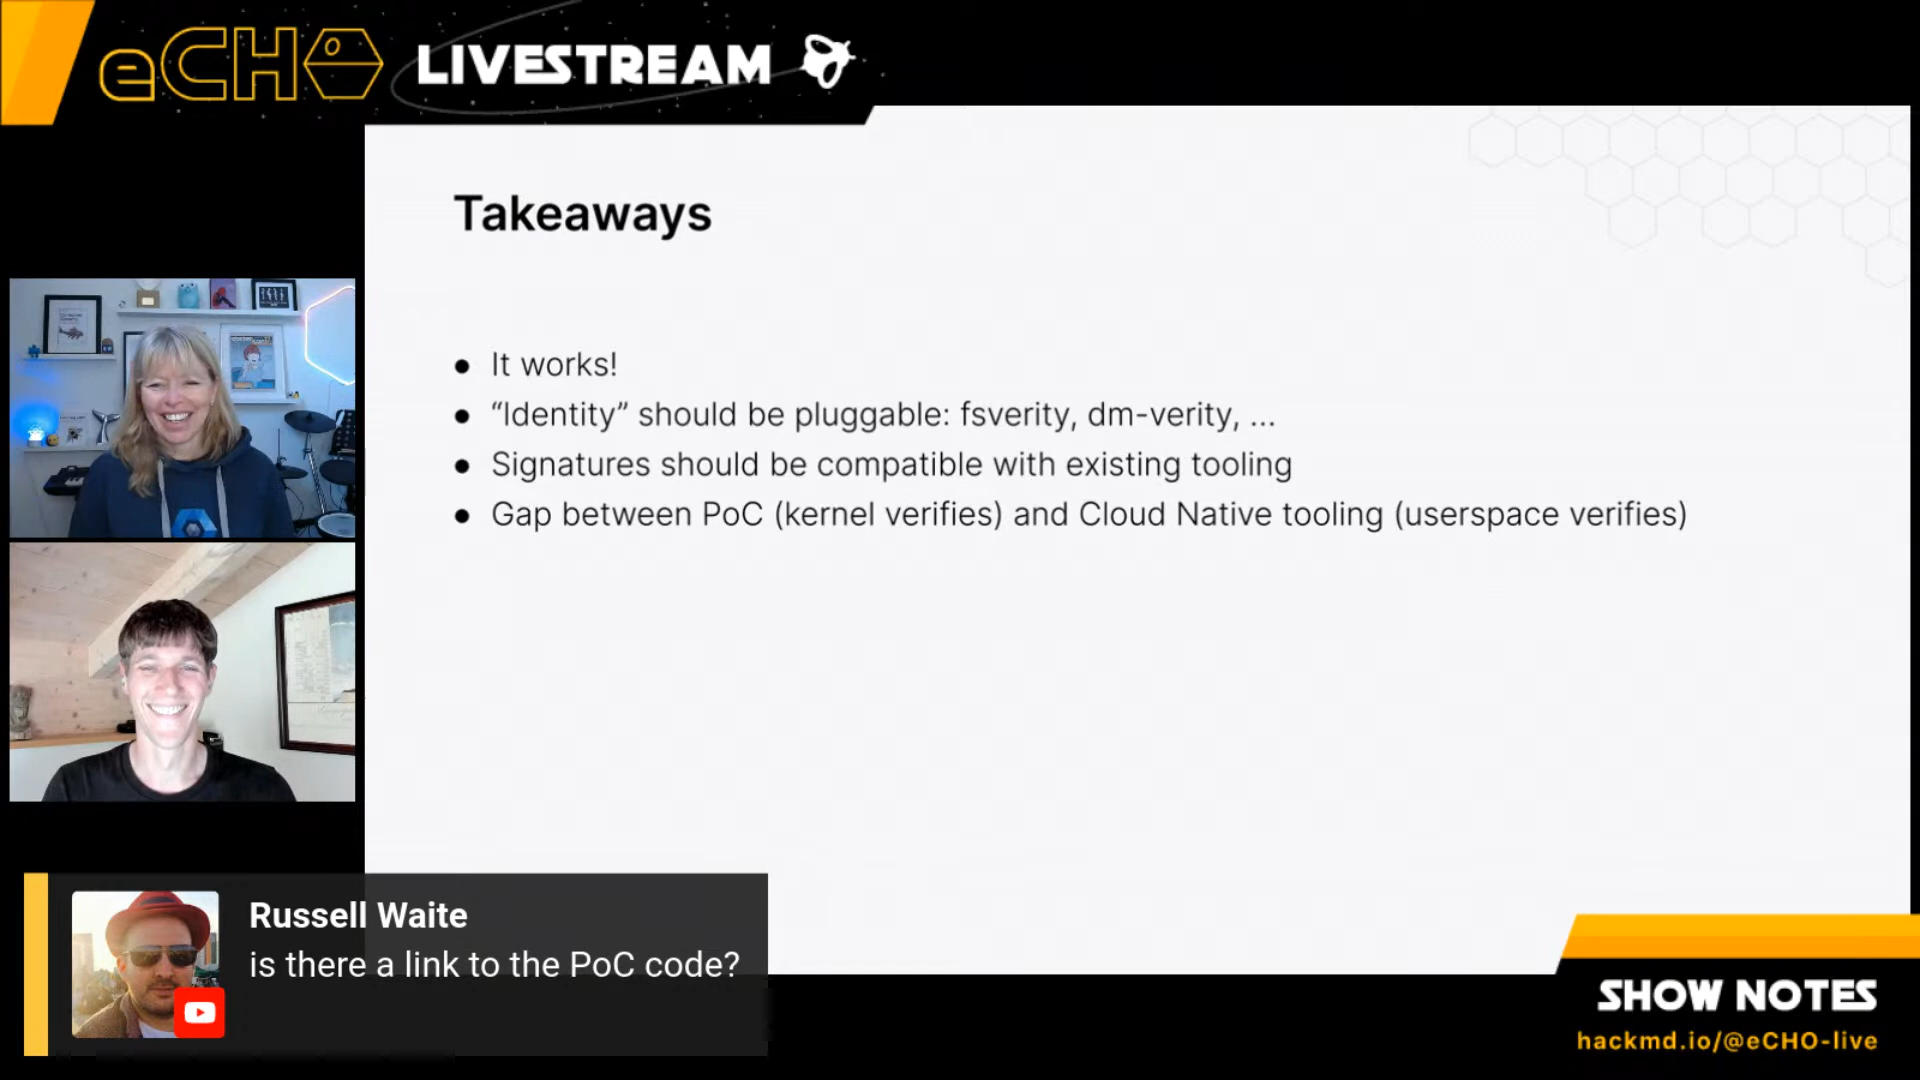 eCHO LIVESTREAM
Takeaways
● It works!
● “Identity” should be pluggable: fsverity, dm-verity, ...
● Signatures should be compatible with existing tooling
● Gap between PoC (kernel verifies) and Cloud Native tooling (userspace verifies)
Russell Waite
is there a link to the PoC code?
SHOW NOTES
hackmd.io/@eCHO-live